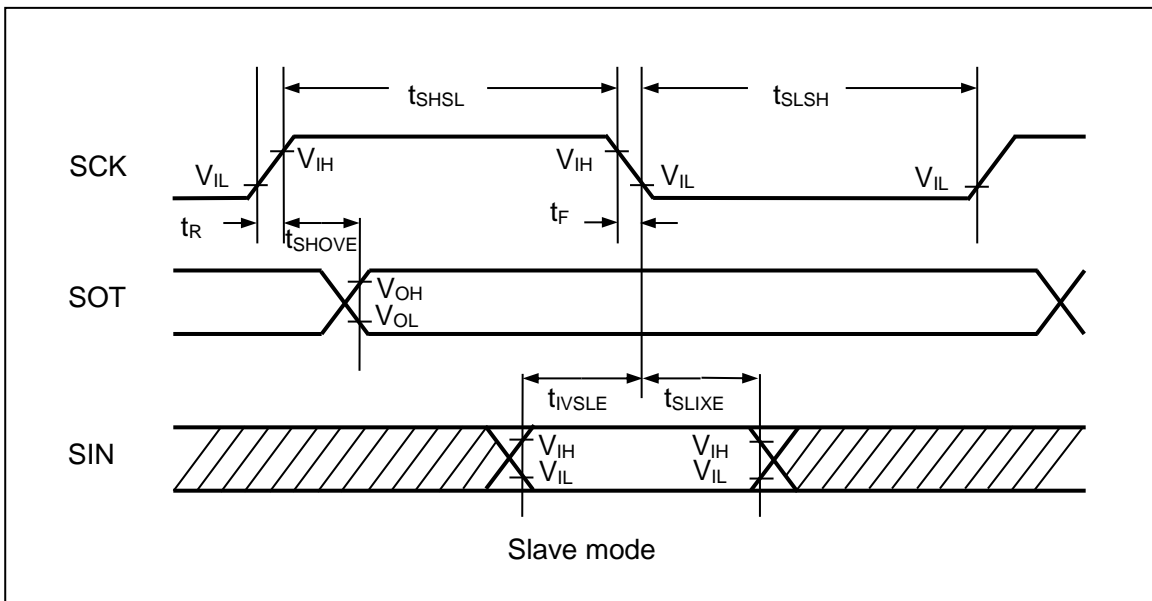 tSHSL tSLSH
SCK VIL VIH VIH VIL VIL
tR tSHOVE tF
SOT VOH
VOL
tIVSLE tSLIXE
SIN VIH VIH
VIL VIL
Slave mode